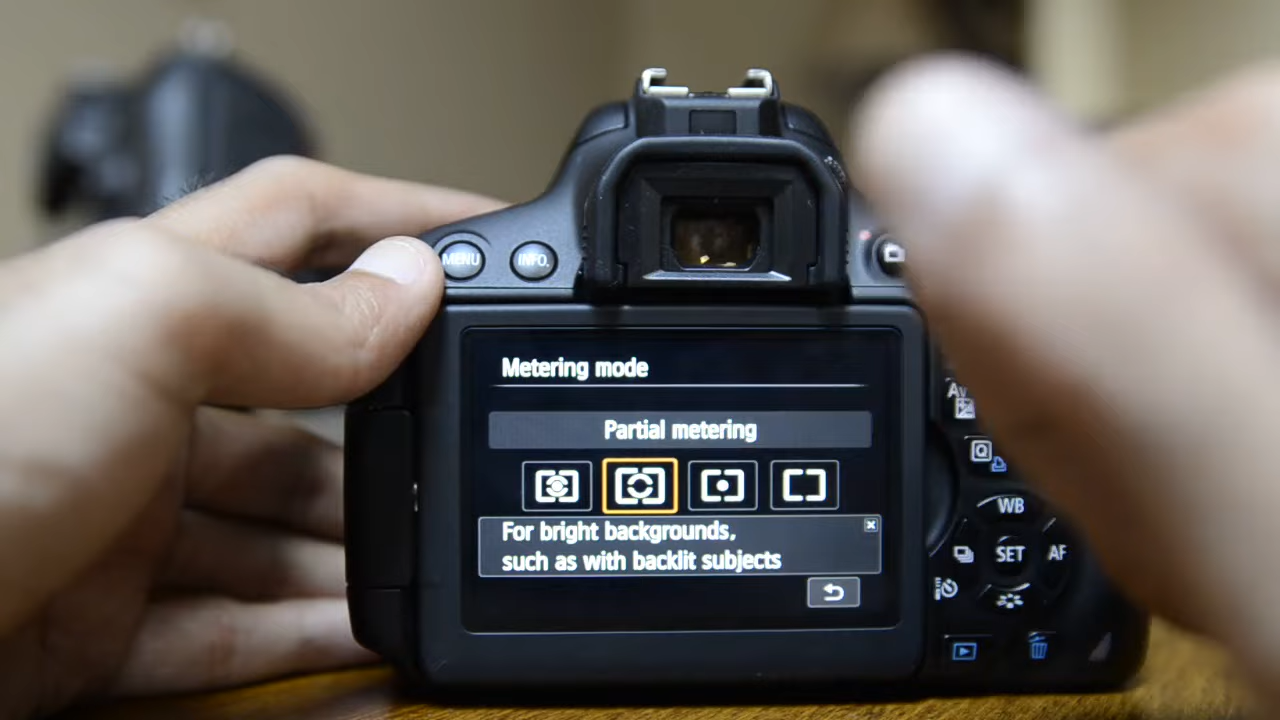 MENU
INFO.
Metering mode
Partial metering
For bright backgrounds,
such as with backlit subjects
Av
Q
WB
SET
AF